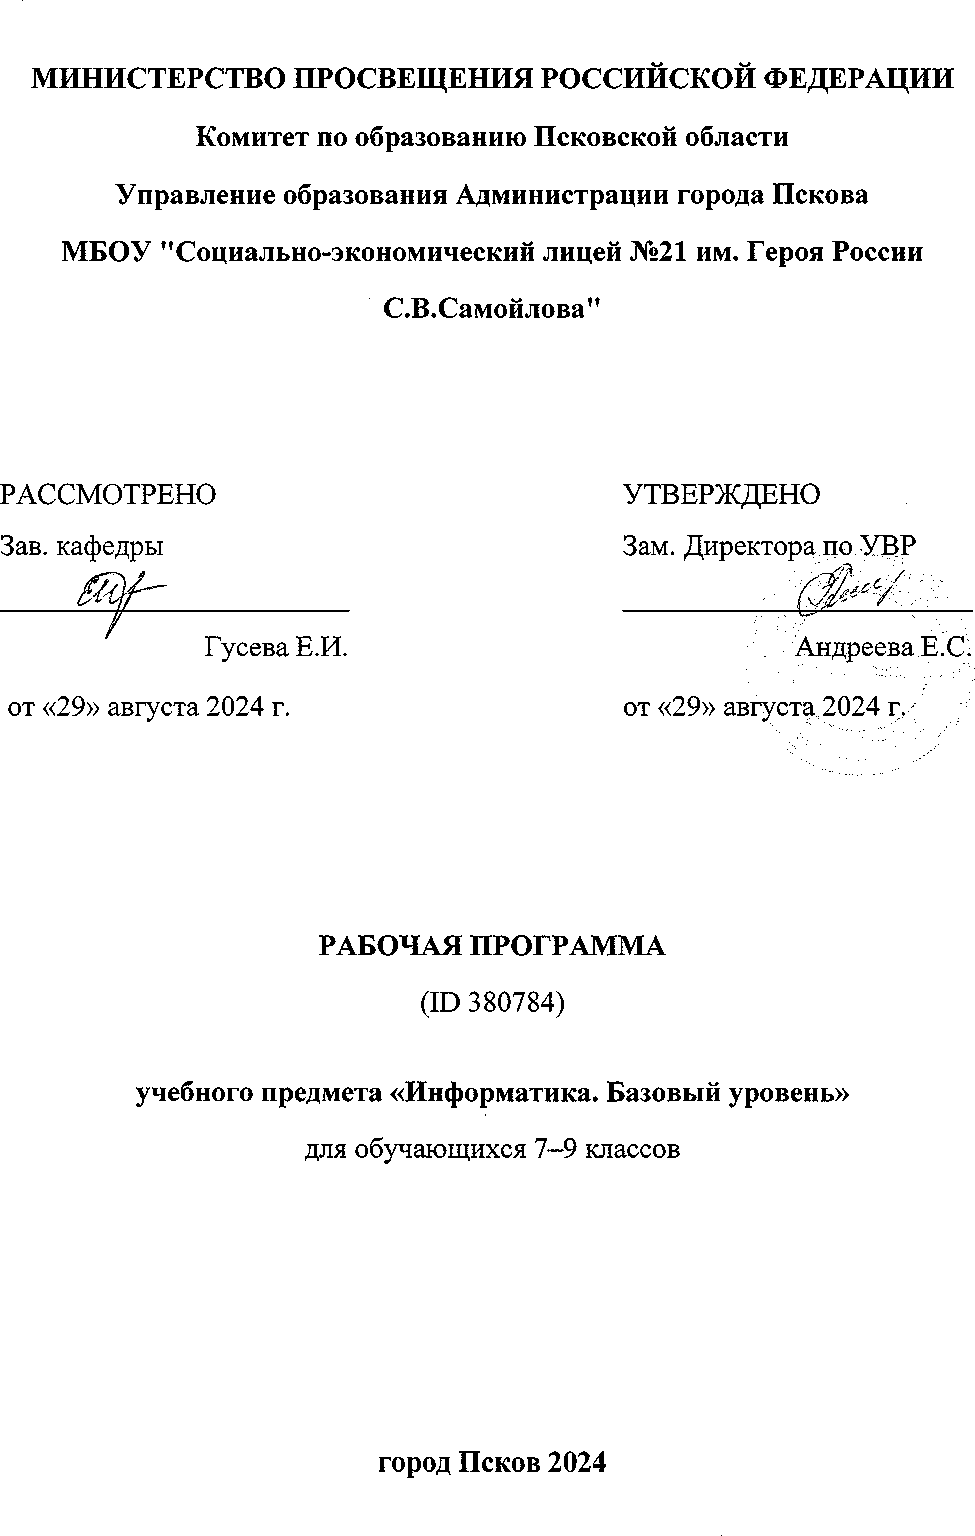 МИНИСТЕРСТВО ПРОСВЕЩЕНИЯ РОССИЙСКОЙ ФЕДЕРАЦИИ
Комитет по образованию Псковской области
Управление образования Администрации города Пскова
МБОУ "Социально-экономический лицей №21 им. Героя России
С.В.Самойлова"
РАССМОТРЕНО
Зав. кафедры
Гусева Е.И.
от «29» августа 2024 г.
УТВЕРЖДЕНО
Зам. Директора по УВР
Андреева Е.С.
от «29» августа 2024 г.
РАБОЧАЯ ПРОГРАММА
(ID 380784)
учебного предмета «Информатика. Базовый уровень»
для обучающихся 7–9 классов
город Псков 2024